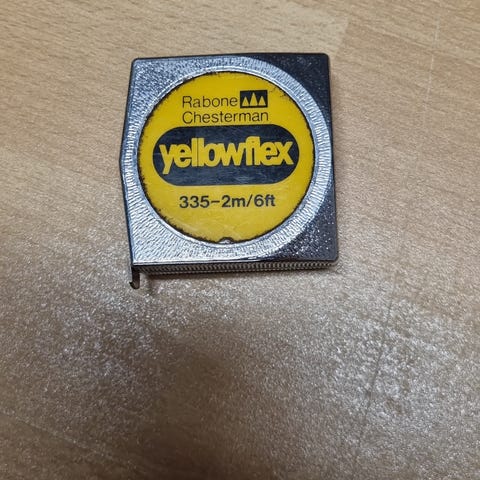 Rabone
Chesterman
yellowflex
335-2m/6ft